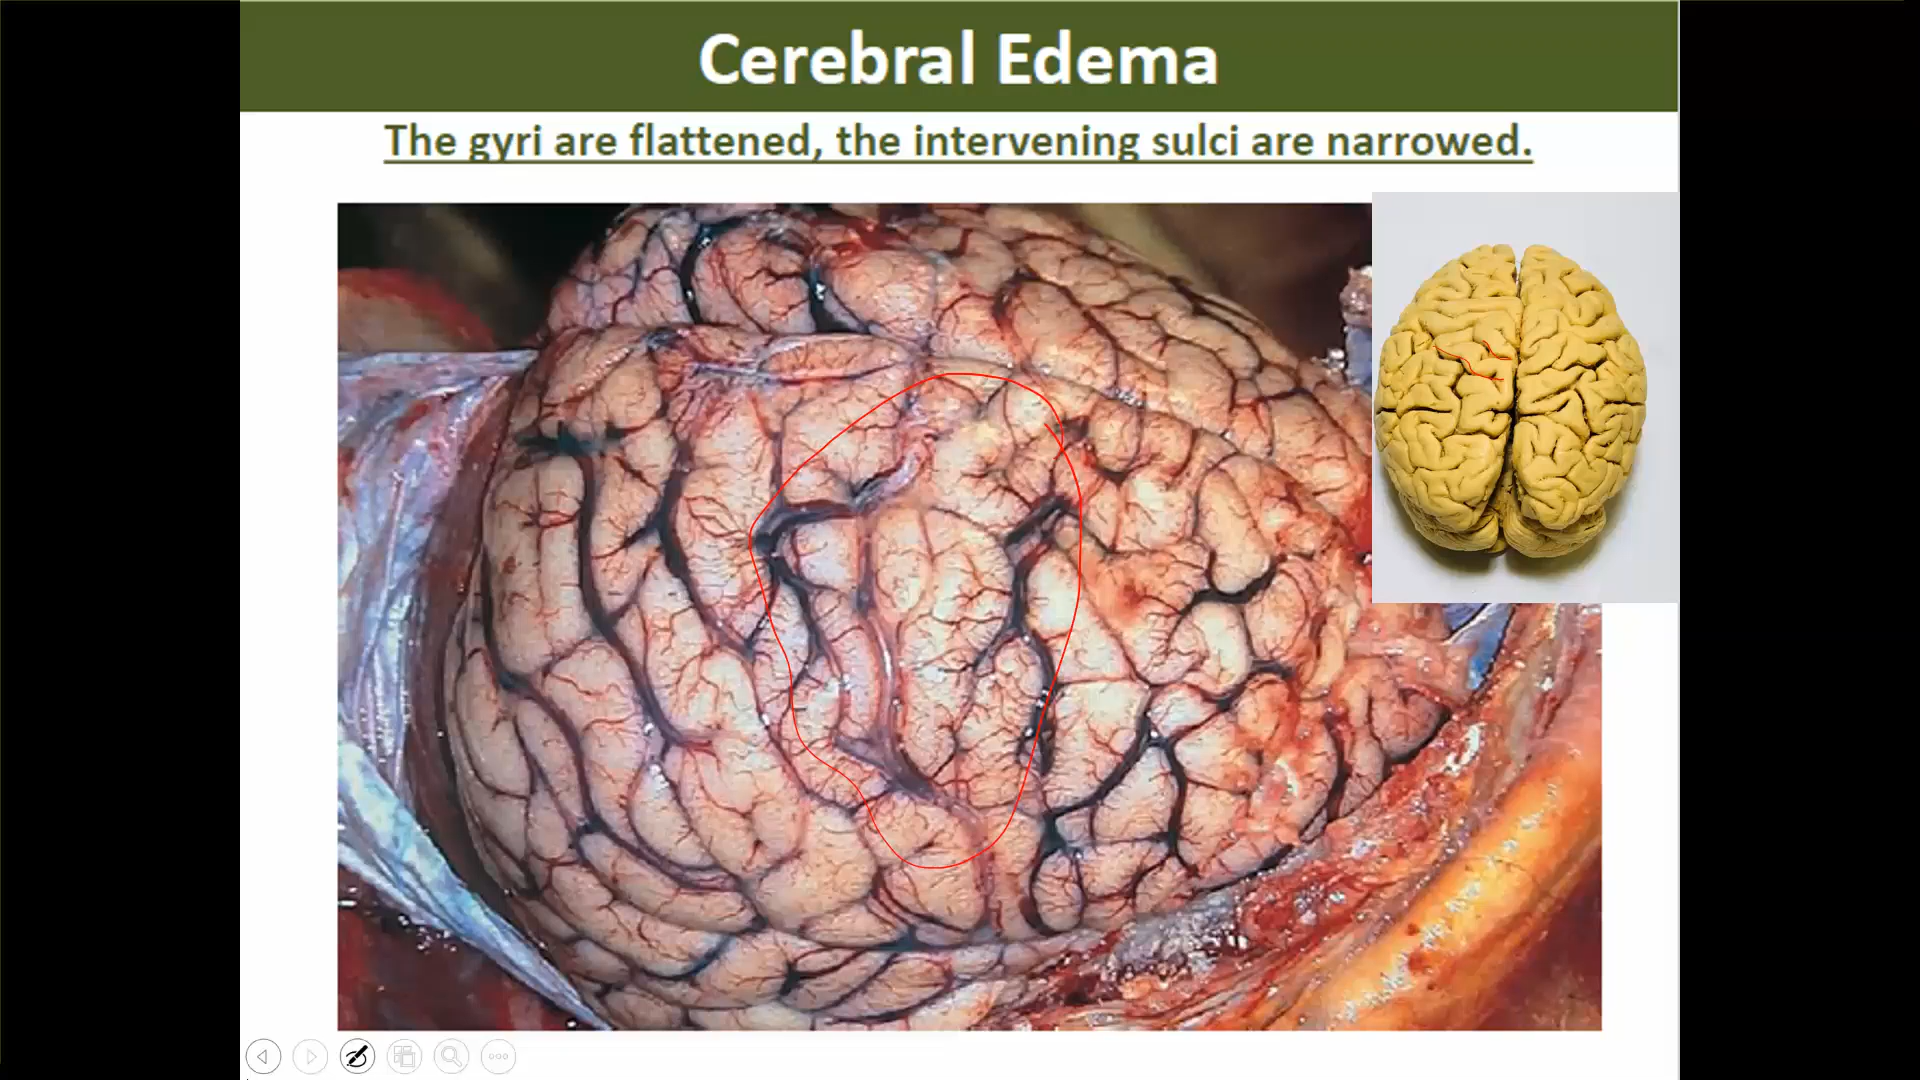 Cerebral Edema
The gyri are flattened, the intervening sulci are narrowed.